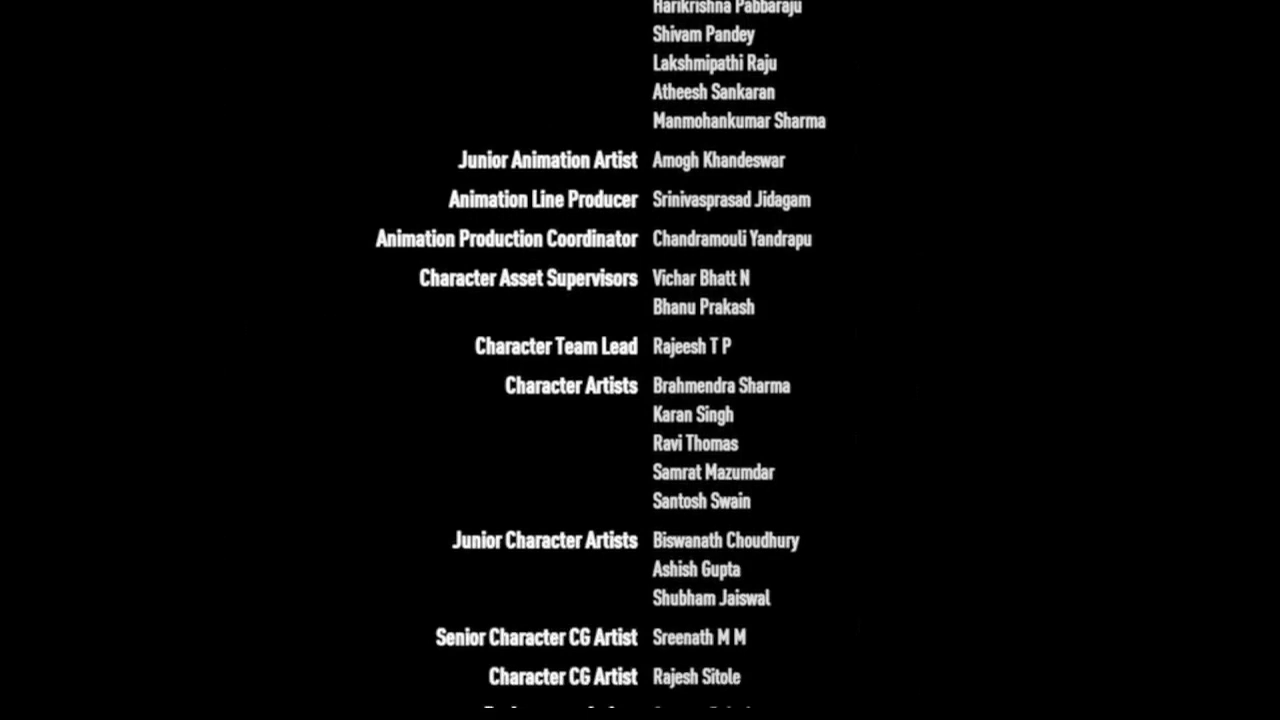 Harikrishna Pabbaraju
Shivam Pandey
Lakshmipathi Raju
Atheesh Sankaran
Manmohankumar Sharma
Junior Animation Artist Amogh Khandeswar
Animation Line Producer Srinivasprasad Jidagam
Animation Production Coordinator Chandramouli Yandrapu
Character Asset Supervisors Vichar Bhatt N
Bhanu Prakash
Character Team Lead Rajeesh T P
Character Artists Brahmendra Sharma
Karan Singh
Ravi Thomas
Samrat Mazumdar
Santosh Swain
Junior Character Artists Biswanath Choudhury
Ashish Gupta
Shubham Jaiswal
Senior Character CG Artist Sreenath M M
Character CG Artist Rajesh Sitole